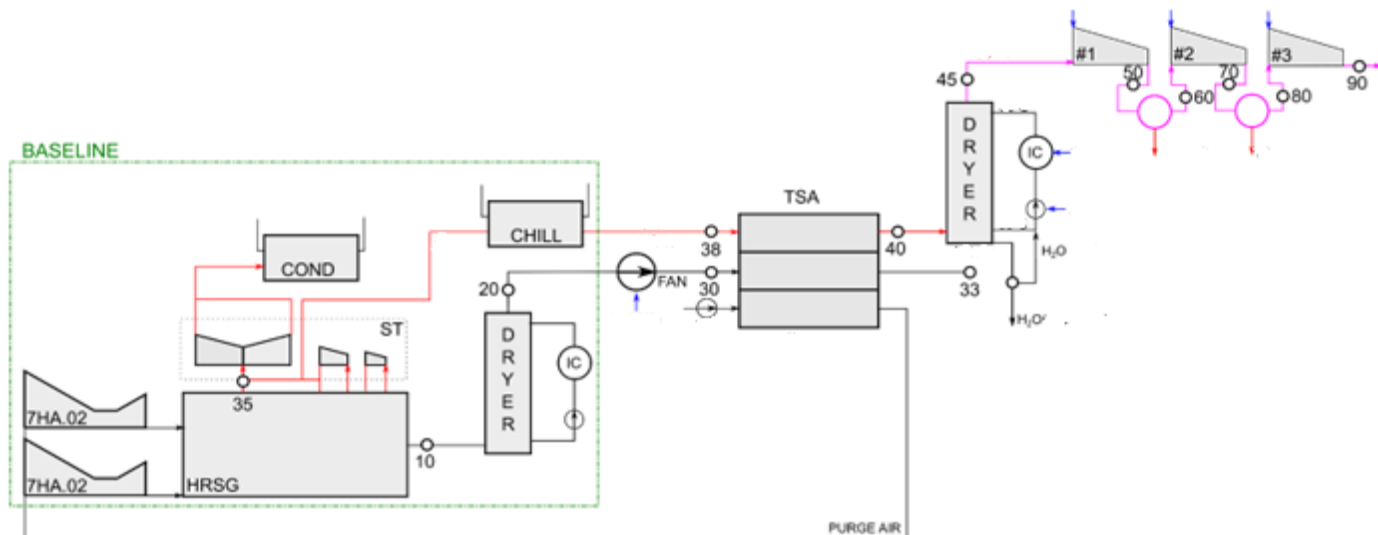 #1
#2
#3
50
70
90
60
80
45
D
R
Y
E
R
IC
BASELINE
TSA
CHILL
38
40
H₂O
COND
20
FAN
30
33
ST
D
R
Y
E
R
IC
H₂O'
7HA.02
35
10
7HA.02
HRSG
PURGE AIR